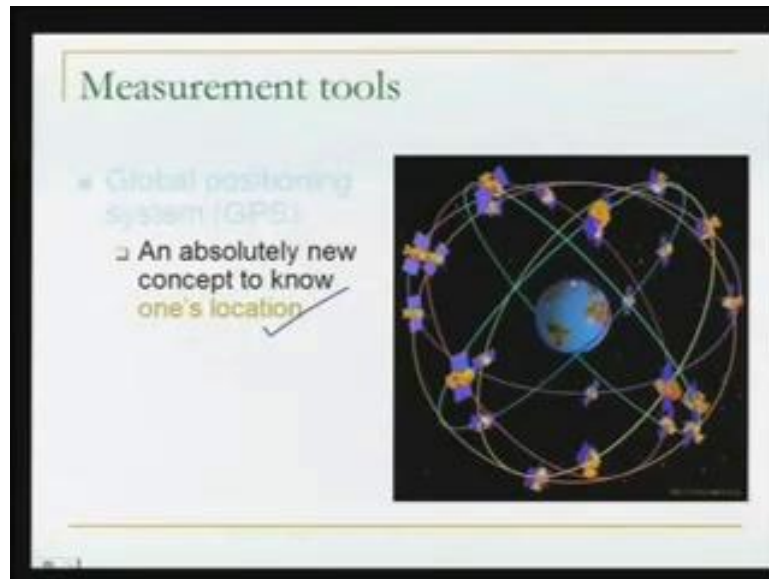 Measurement tools
Global positioning
system (GPS)
An absolutely new
concept to know
one's location